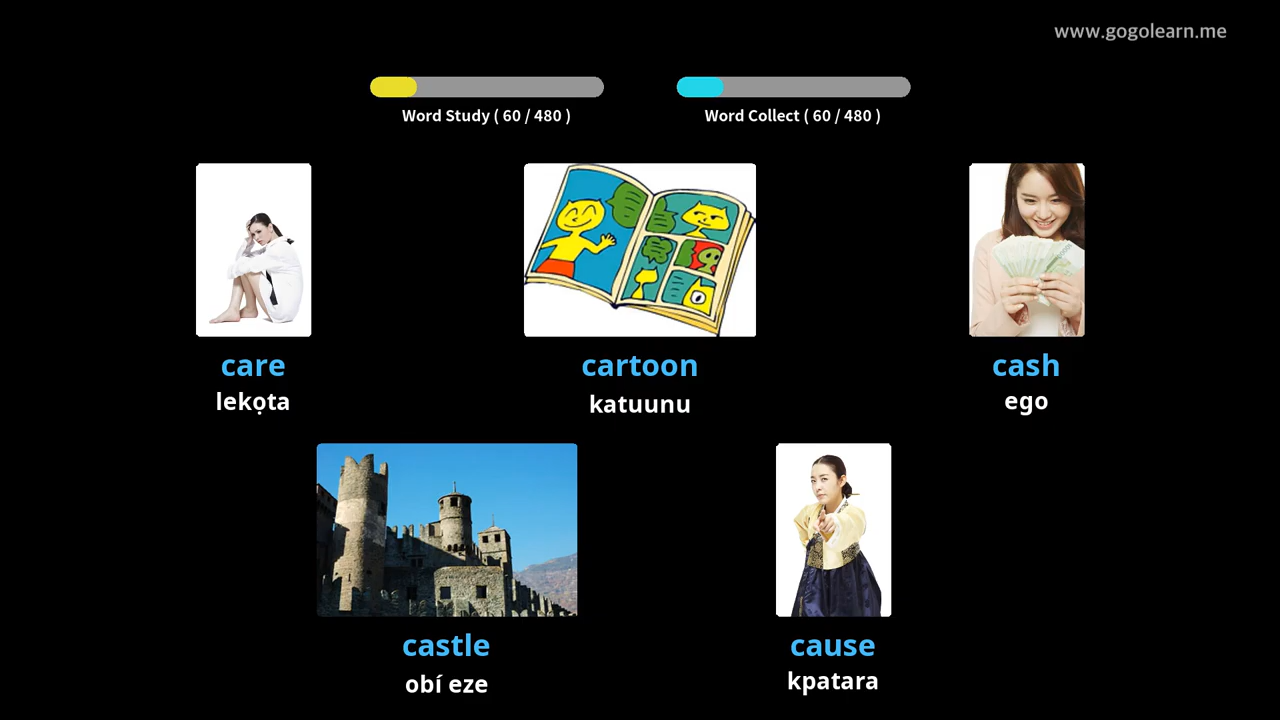 www.gogolearn.me
Word Study ( 60 / 480 )
Word Collect ( 60 / 480 )
care
lekọta
cartoon
katuunu
cash
ego
castle
obí eze
cause
kpatara